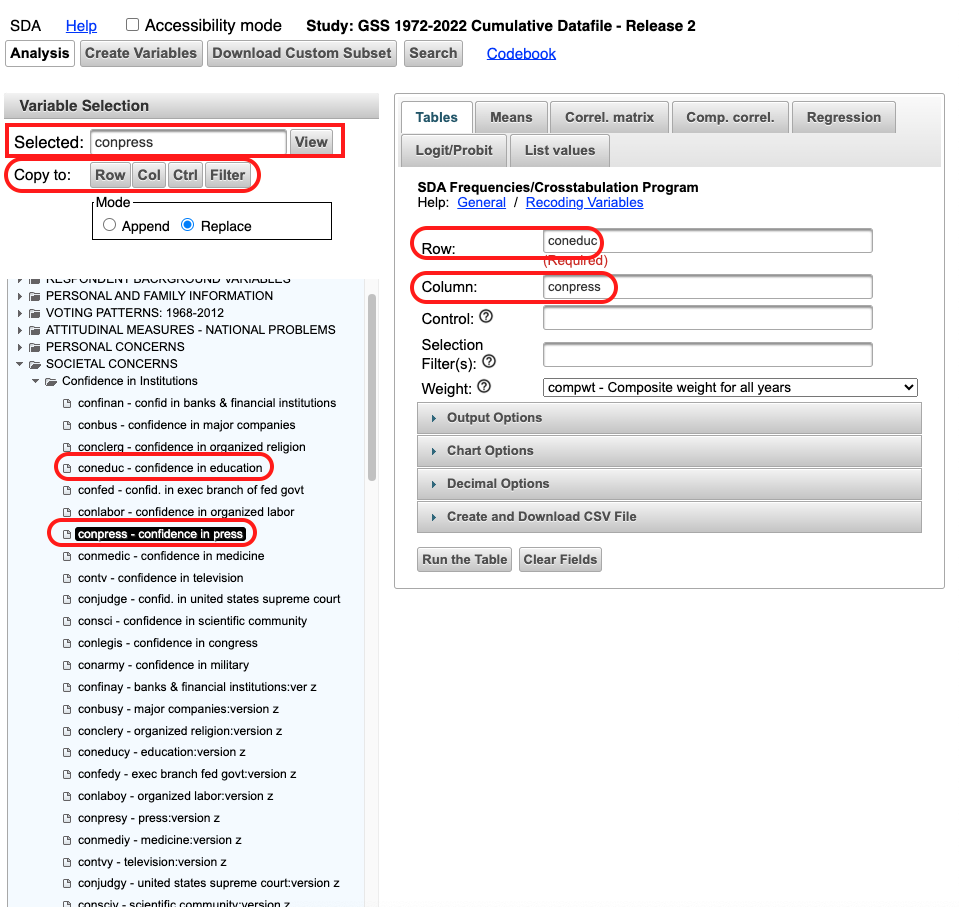 SDA Help Accessibility mode Study: GSS 1972-2022 Cumulative Datafile - Release 2
Analysis Create Variables Download Custom Subset Search Codebook
Variable Selection
Selected: conpress View
Copy to: Row Col Ctrl Filter
Mode
Append Replace
RESPONDENT BACKGROUND VARIABLES
PERSONAL AND FAMILY INFORMATION
VOTING PATTERNS: 1968-2012
ATTITUDINAL MEASURES - NATIONAL PROBLEMS
PERSONAL CONCERNS
SOCIETAL CONCERNS
Confidence in Institutions
confinan - confid in banks & financial institutions
conbus - confidence in major companies
conclerg - confidence in organized religion
coneduc - confidence in education
confed - confid. in exec branch of fed govt
conlabor - confidence in organized labor
conpress - confidence in press
conmedic - confidence in medicine
contv - confidence in television
conjudge - confid. in united states supreme court
consci - confidence in scientific community
conlegis - confidence in congress
conarmy - confidence in military
confinay - banks & financial institutions:ver z
conbusy - major companies:version z
conclery - organized religion:version z
coneducy - education:version z
confedy - exec branch fed govt:version z
conlaboy - organized labor:version z
conpresy - press:version z
conmediy - medicine:version z
contvy - television:version z
conjudgy - united states supreme court:version z
consciy - scientific community:version z
Tables Means Correl. matrix Comp. correl. Regression
Logit/Probit List values
SDA Frequencies/Crosstabulation Program
Help: General / Recoding Variables
Row: coneduc
(Required)
Column: conpress
Control:
Selection
Filter(s):
Weight: compwt - Composite weight for all years
Output Options
Chart Options
Decimal Options
Create and Download CSV File
Run the Table Clear Fields